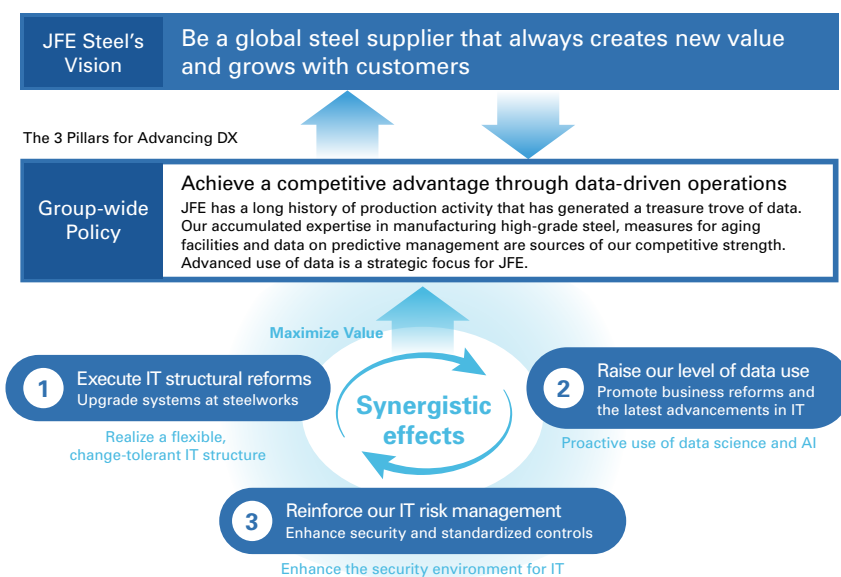 JFE Steel’s
Vision
Be a global steel supplier that always creates new value
and grows with customers
The 3 Pillars for Advancing DX
Group-wide
Policy
Achieve a competitive advantage through data-driven operations
JFE has a long history of production activity that has generated a treasure trove of data.
Our accumulated expertise in manufacturing high-grade steel, measures for aging
facilities and data on predictive management are sources of our competitive strength.
Advanced use of data is a strategic focus for JFE.
Maximize Value
1
Execute IT structural reforms
Upgrade systems at steelworks
Realize a flexible,
change-tolerant IT structure
Synergistic
effects
2
Raise our level of data use
Promote business reforms and
the latest advancements in IT
Proactive use of data science and AI
3
Reinforce our IT risk management
Enhance security and standardized controls
Enhance the security environment for IT